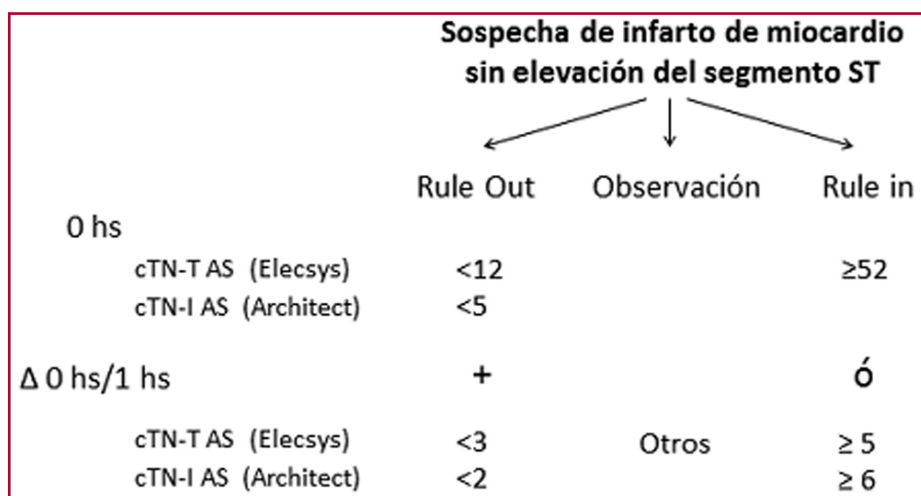 Sospecha de infarto de miocardio
sin elevación del segmento ST
Rule Out Observación Rule in
0 hs
cTN-T AS (Elecsys) <12 ≥52
cTN-I AS (Architect) <5
Δ 0 hs/1 hs + ó
cTN-T AS (Elecsys) <3 Otros ≥ 5
cTN-I AS (Architect) <2 ≥ 6